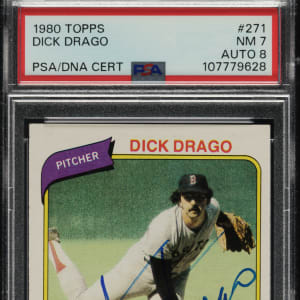 1980 TOPPS #271
DICK DRAGO NM 7
AUTO 8
PSA/DNA CERT PSA 107779628
DICK DRAGO
PITCHER
B